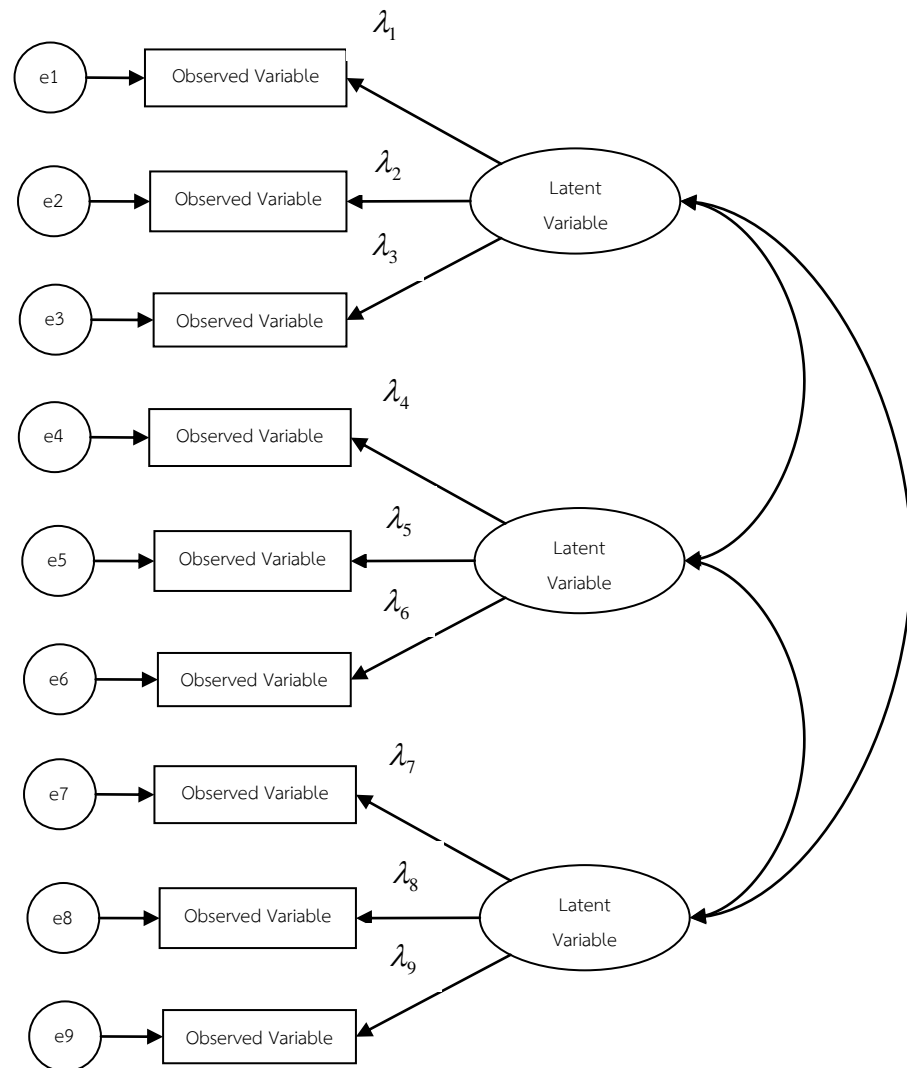 λ1
e1
Observed Variable
λ2
e2
Observed Variable
Latent
Variable
λ3
e3
Observed Variable
λ4
e4
Observed Variable
λ5
e5
Observed Variable
Latent
Variable
λ6
e6
Observed Variable
λ7
e7
Observed Variable
λ8
e8
Observed Variable
Latent
Variable
λ9
e9
Observed Variable